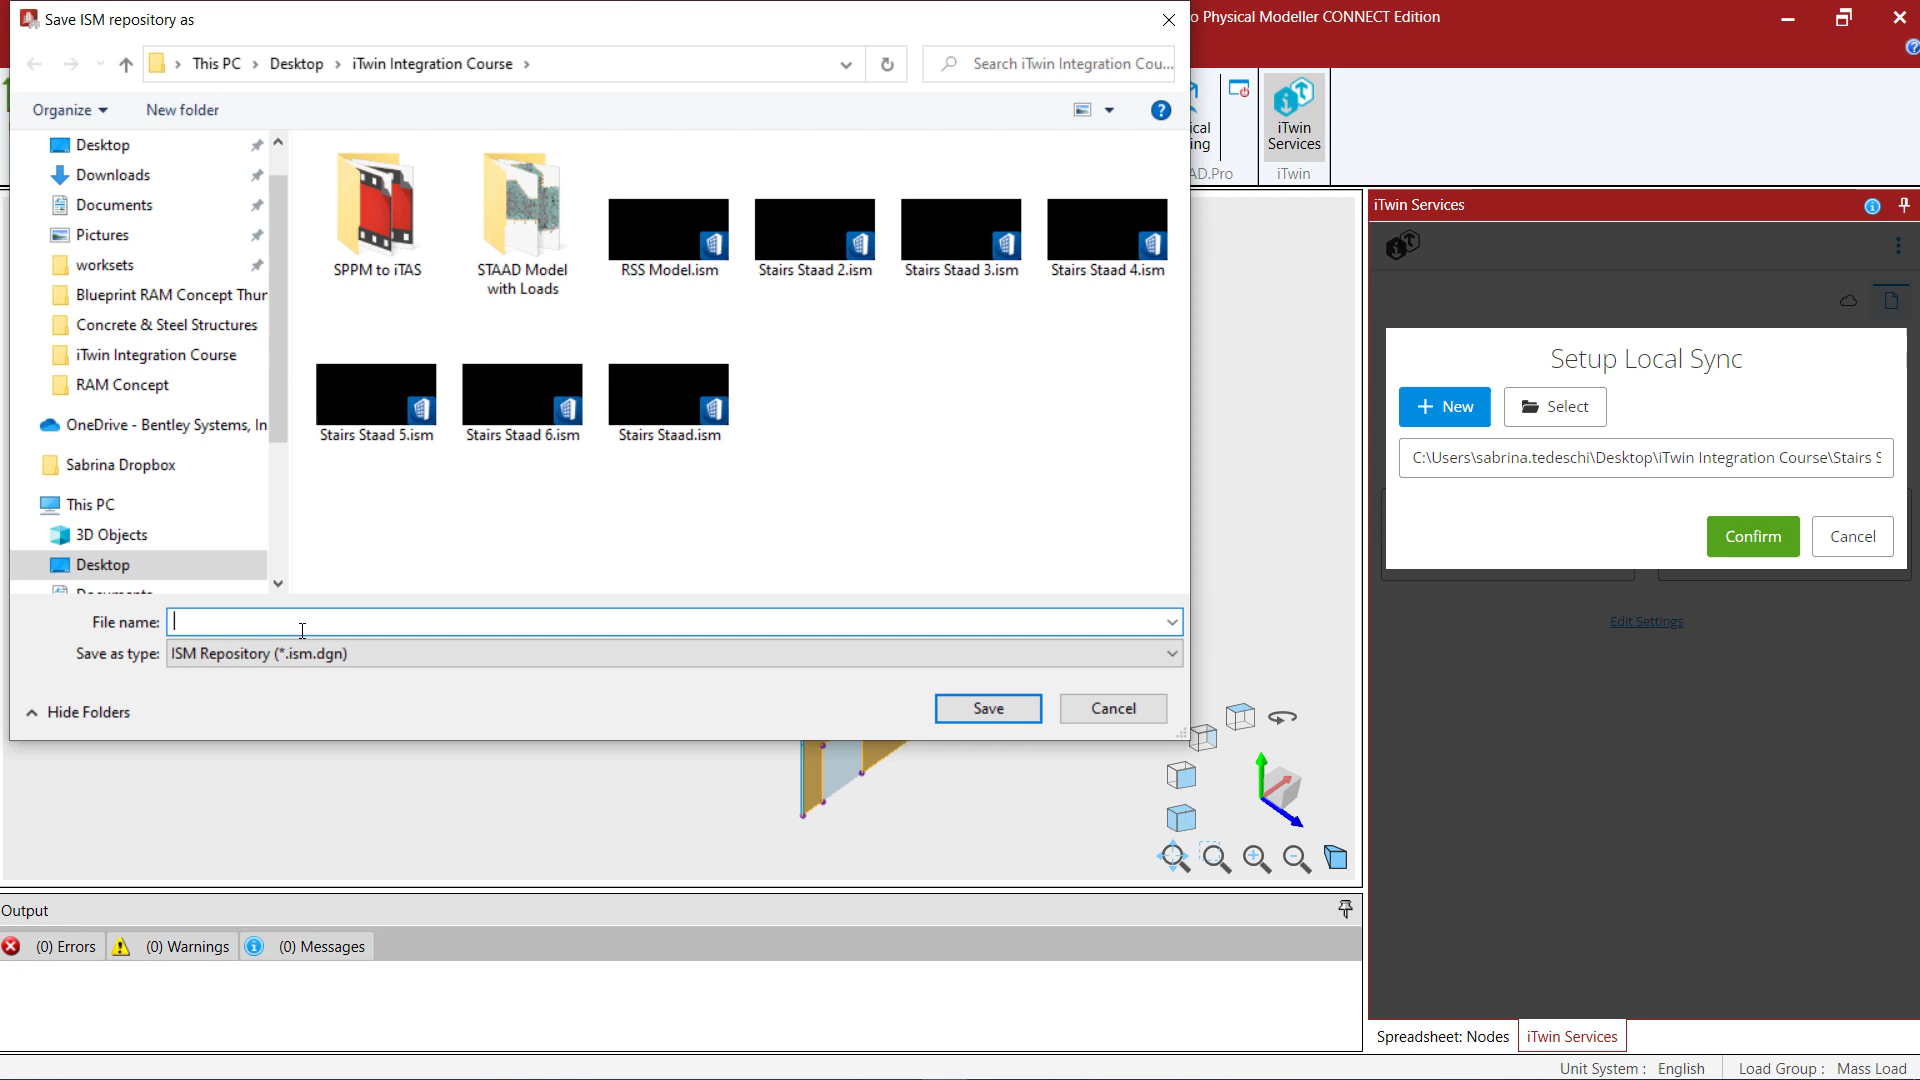 Save ISM repository as
o Physical Modeller CONNECT Edition
This PC > Desktop > iTwin Integration Course >
Search iTwin Integration Cou...
Organize
New folder
ical
ing
AD.Pro
iTwin
Services
iTwin
Desktop
Downloads
Documents
Pictures
worksets
Blueprint RAM Concept Thur
Concrete & Steel Structures
iTwin Integration Course
RAM Concept
OneDrive - Bentley Systems, In
Sabrina Dropbox
This PC
3D Objects
Desktop
SPPM to iTAS
STAAD Model
with Loads
RSS Model.ism
Stairs Staad 2.ism
Stairs Staad 3.ism
Stairs Staad 4.ism
Stairs Staad 5.ism
Stairs Staad 6.ism
Stairs Staad.ism
File name:
Save as type: ISM Repository (*.ism.dgn)
Hide Folders
Save
Cancel
iTwin Services
Setup Local Sync
+ New
Select
C:\Users\sabrina.tedeschi\Desktop\iTwin Integration Course\Stairs S
Confirm
Cancel
Edit Settings
Output
(0) Errors
(0) Warnings
(0) Messages
Spreadsheet: Nodes
iTwin Services
Unit System : English
Load Group : Mass Load